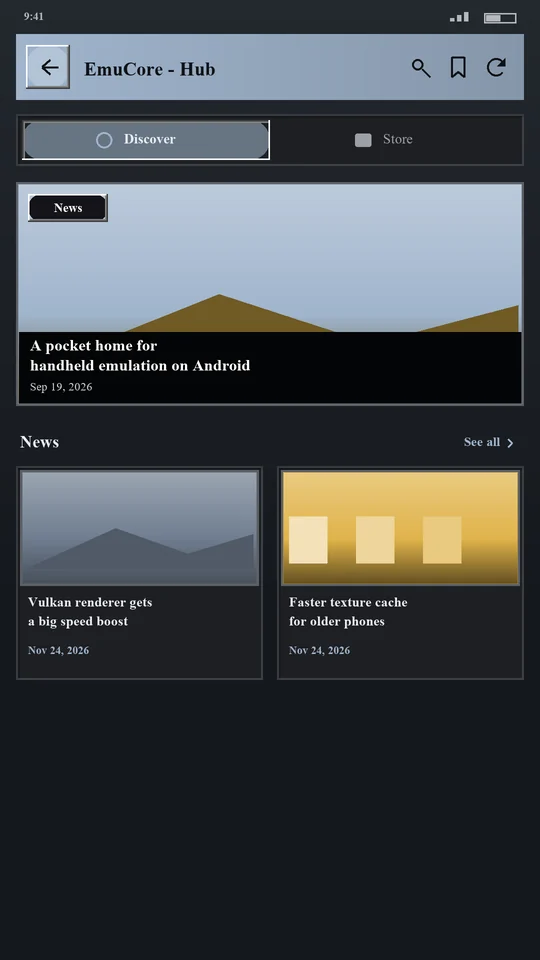 9:41
EmuCore - Hub
Discover
Store
News
A pocket home for
handheld emulation on Android
Sep 19, 2026
News
See all
Vulkan renderer gets
a big speed boost
Nov 24, 2026
Faster texture cache
for older phones
Nov 24, 2026